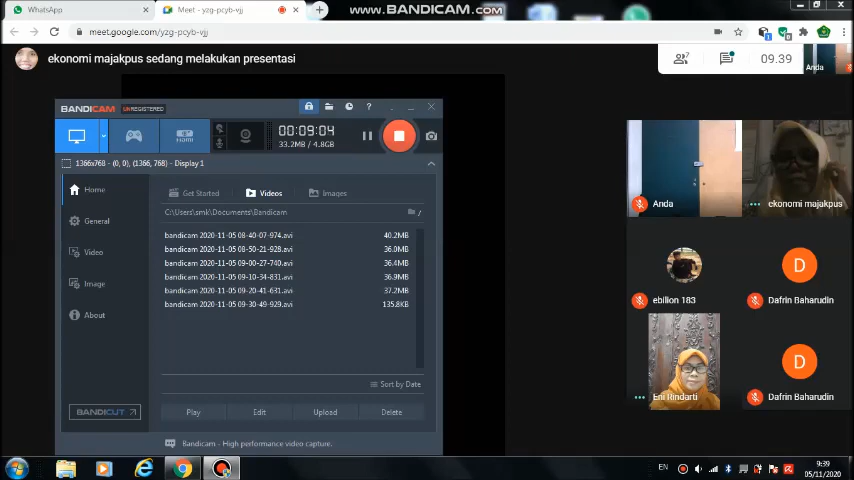 WhatsApp
Meet - yzg-pcyb-vjj
www.BANDICAM.COM
meet.google.com/yzg-pcyb-vjj
ekonomi majakpus sedang melakukan presentasi
7
09.39
Anda
BANDICAM UNREGISTERED
00:09:04
33.2MB / 4.8GB
HDMI
1366x768 - (0, 0), (1366, 768) - Display 1
Home
General
Video
Image
About
Get Started
Videos
Images
C:\Users\smk\Documents\Bandicam
bandicam 2020-11-05 08-40-07-974.avi 40.2MB
bandicam 2020-11-05 08-50-21-928.avi 36.0MB
bandicam 2020-11-05 09-00-27-740.avi 36.4MB
bandicam 2020-11-05 09-10-34-831.avi 36.9MB
bandicam 2020-11-05 09-20-41-631.avi 37.2MB
bandicam 2020-11-05 09-30-49-929.avi 135.8KB
Sort by Date
BANDICUT
Play
Edit
Upload
Delete
Bandicam - High performance video capture.
Anda
ekonomi majakpus
ebilion 183
D
Dafrin Baharudin
Eni Rindarti
D
Dafrin Baharudin
EN
9:39
05/11/2020